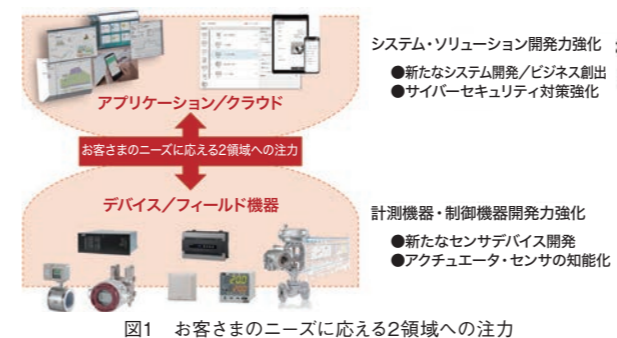 システム・ソリューション開発力強化
●新たなシステム開発／ビジネス創出
●サイバーセキュリティ対策強化
アプリケーション／クラウド
お客さまのニーズに応える2領域への注力
デバイス／フィールド機器
計測機器・制御機器開発力強化
●新たなセンサデバイス開発
●アクチュエータ・センサの知能化
図1　お客さまのニーズに応える2領域への注力